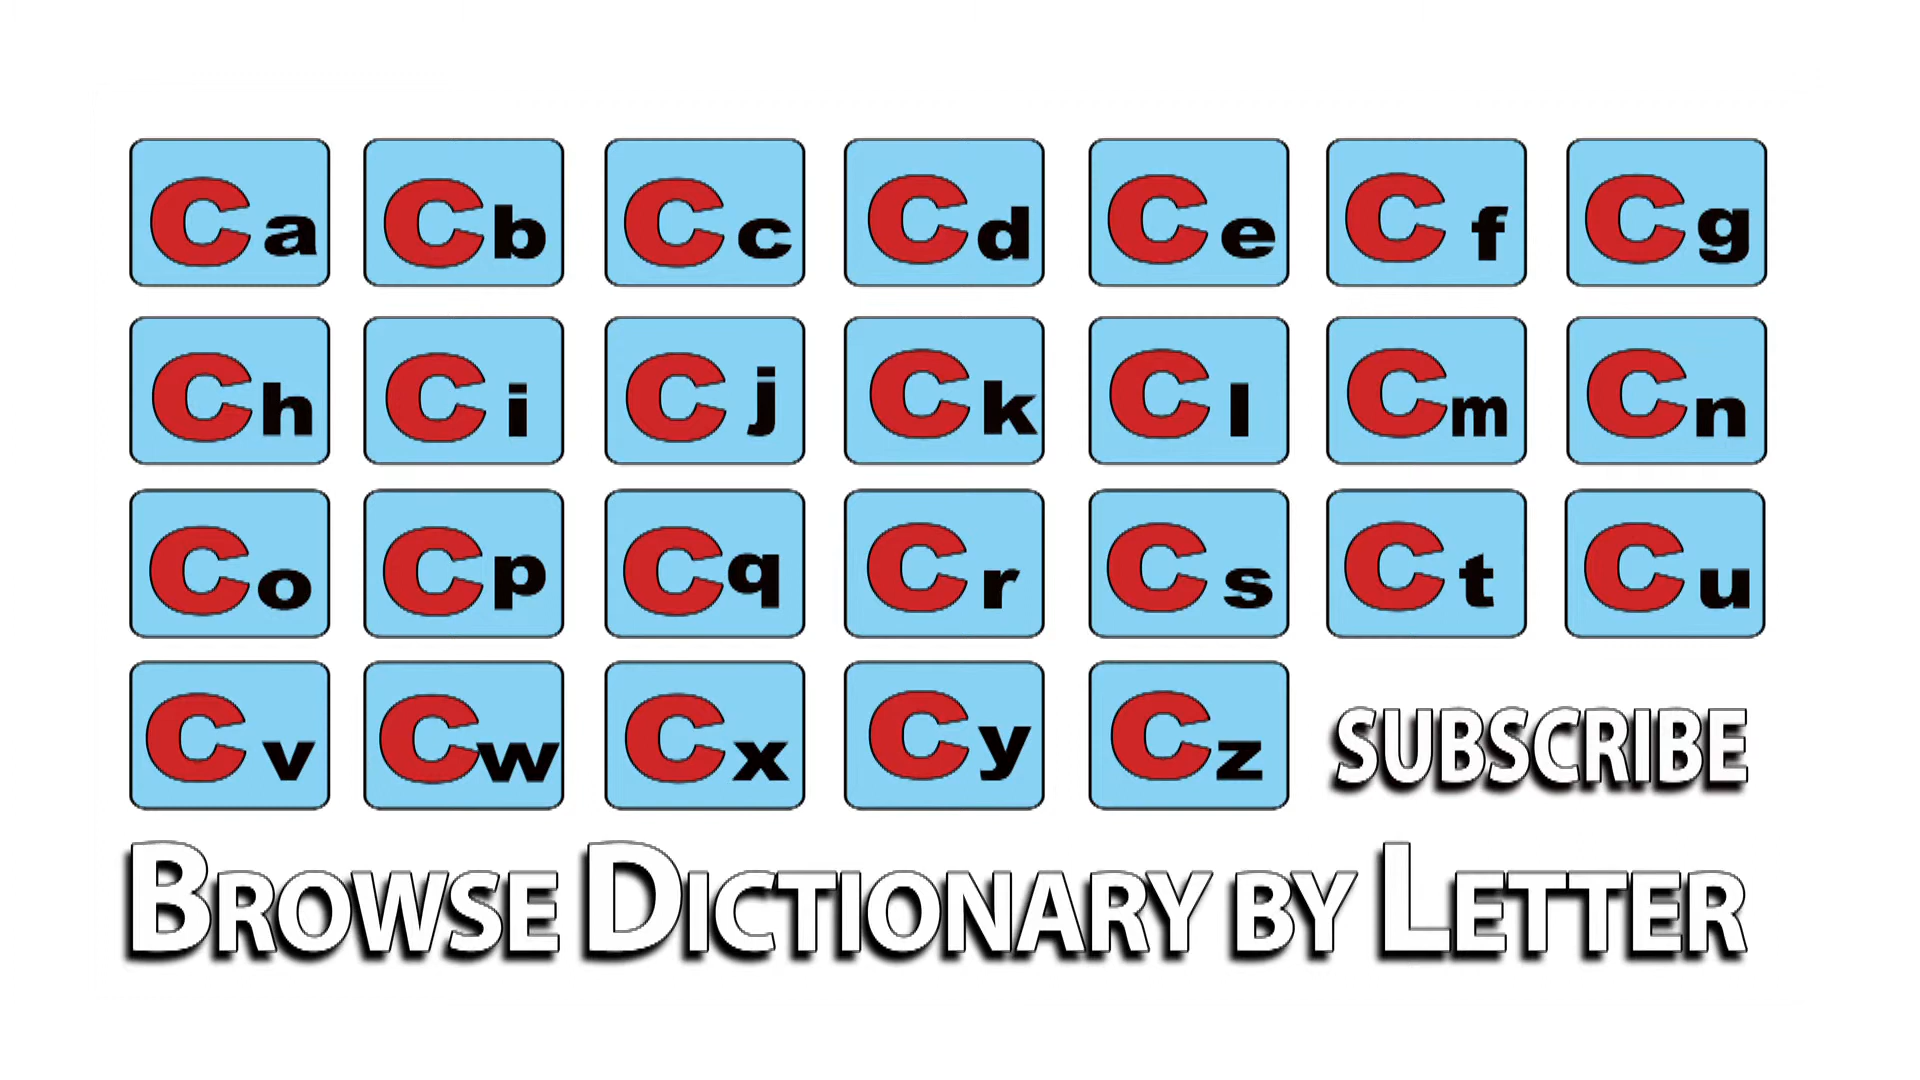 Ca Cb Cc Cd Ce Cf Cg
Ch Ci Cj Ck Cl Cm Cn
Co Cp Cq Cr Cs Ct Cu
Cv Cw Cx Cy Cz SUBSCRIBE
BROWSE DICTIONARY BY LETTER